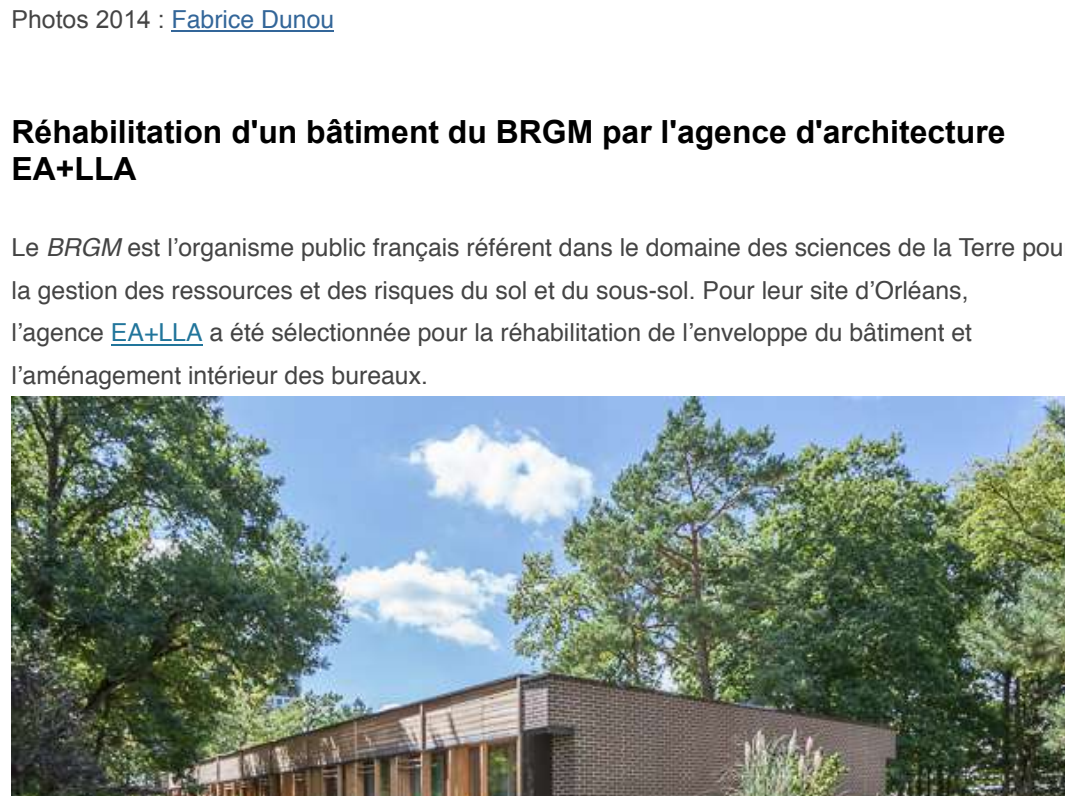 Photos 2014 : Fabrice Dunou
Réhabilitation d'un bâtiment du BRGM par l'agence d'architecture
EA+LLA
Le BRGM est l’organisme public français référent dans le domaine des sciences de la Terre pou
la gestion des ressources et des risques du sol et du sous-sol. Pour leur site d’Orléans,
l’agence EA+LLA a été sélectionnée pour la réhabilitation de l’enveloppe du bâtiment et
l’aménagement intérieur des bureaux.